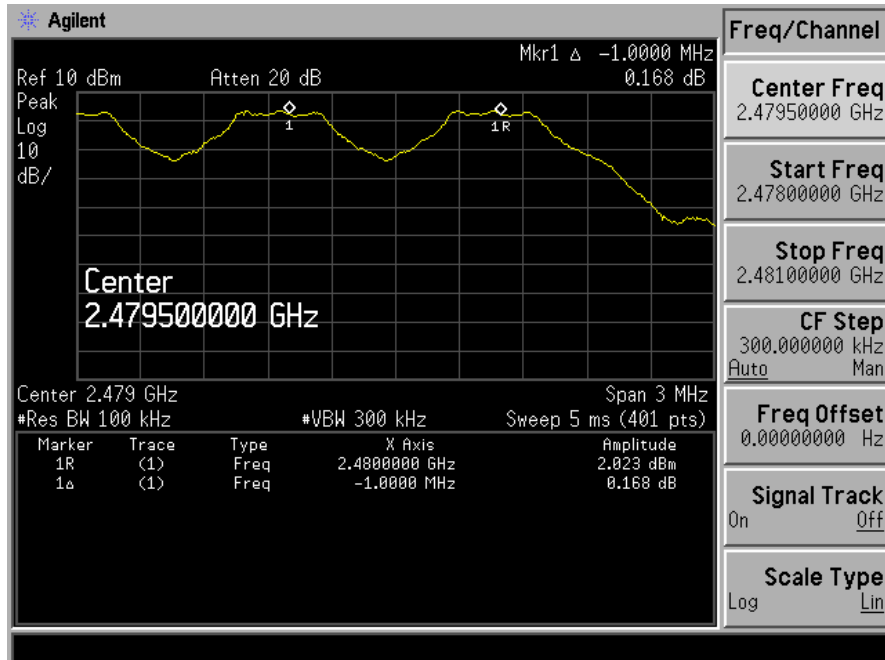 Agilent
Freq/Channel
Mkr1 Δ -1.0000 MHz
Ref 10 dBm Atten 20 dB 0.168 dB
Peak
Log
10
dB/
1
1R
Center
2.479500000 GHz
Center 2.479 GHz Span 3 MHz
#Res BW 100 kHz #VBW 300 kHz Sweep 5 ms (401 pts)
Marker Trace Type X Axis Amplitude
1R (1) Freq 2.4800000 GHz 2.023 dBm
1Δ (1) Freq -1.0000 MHz 0.168 dB
Center Freq
2.47950000 GHz
Start Freq
2.47800000 GHz
Stop Freq
2.48100000 GHz
CF Step
300.000000 kHz
Auto Man
Freq Offset
0.00000000 Hz
Signal Track
On Off
Scale Type
Log Lin